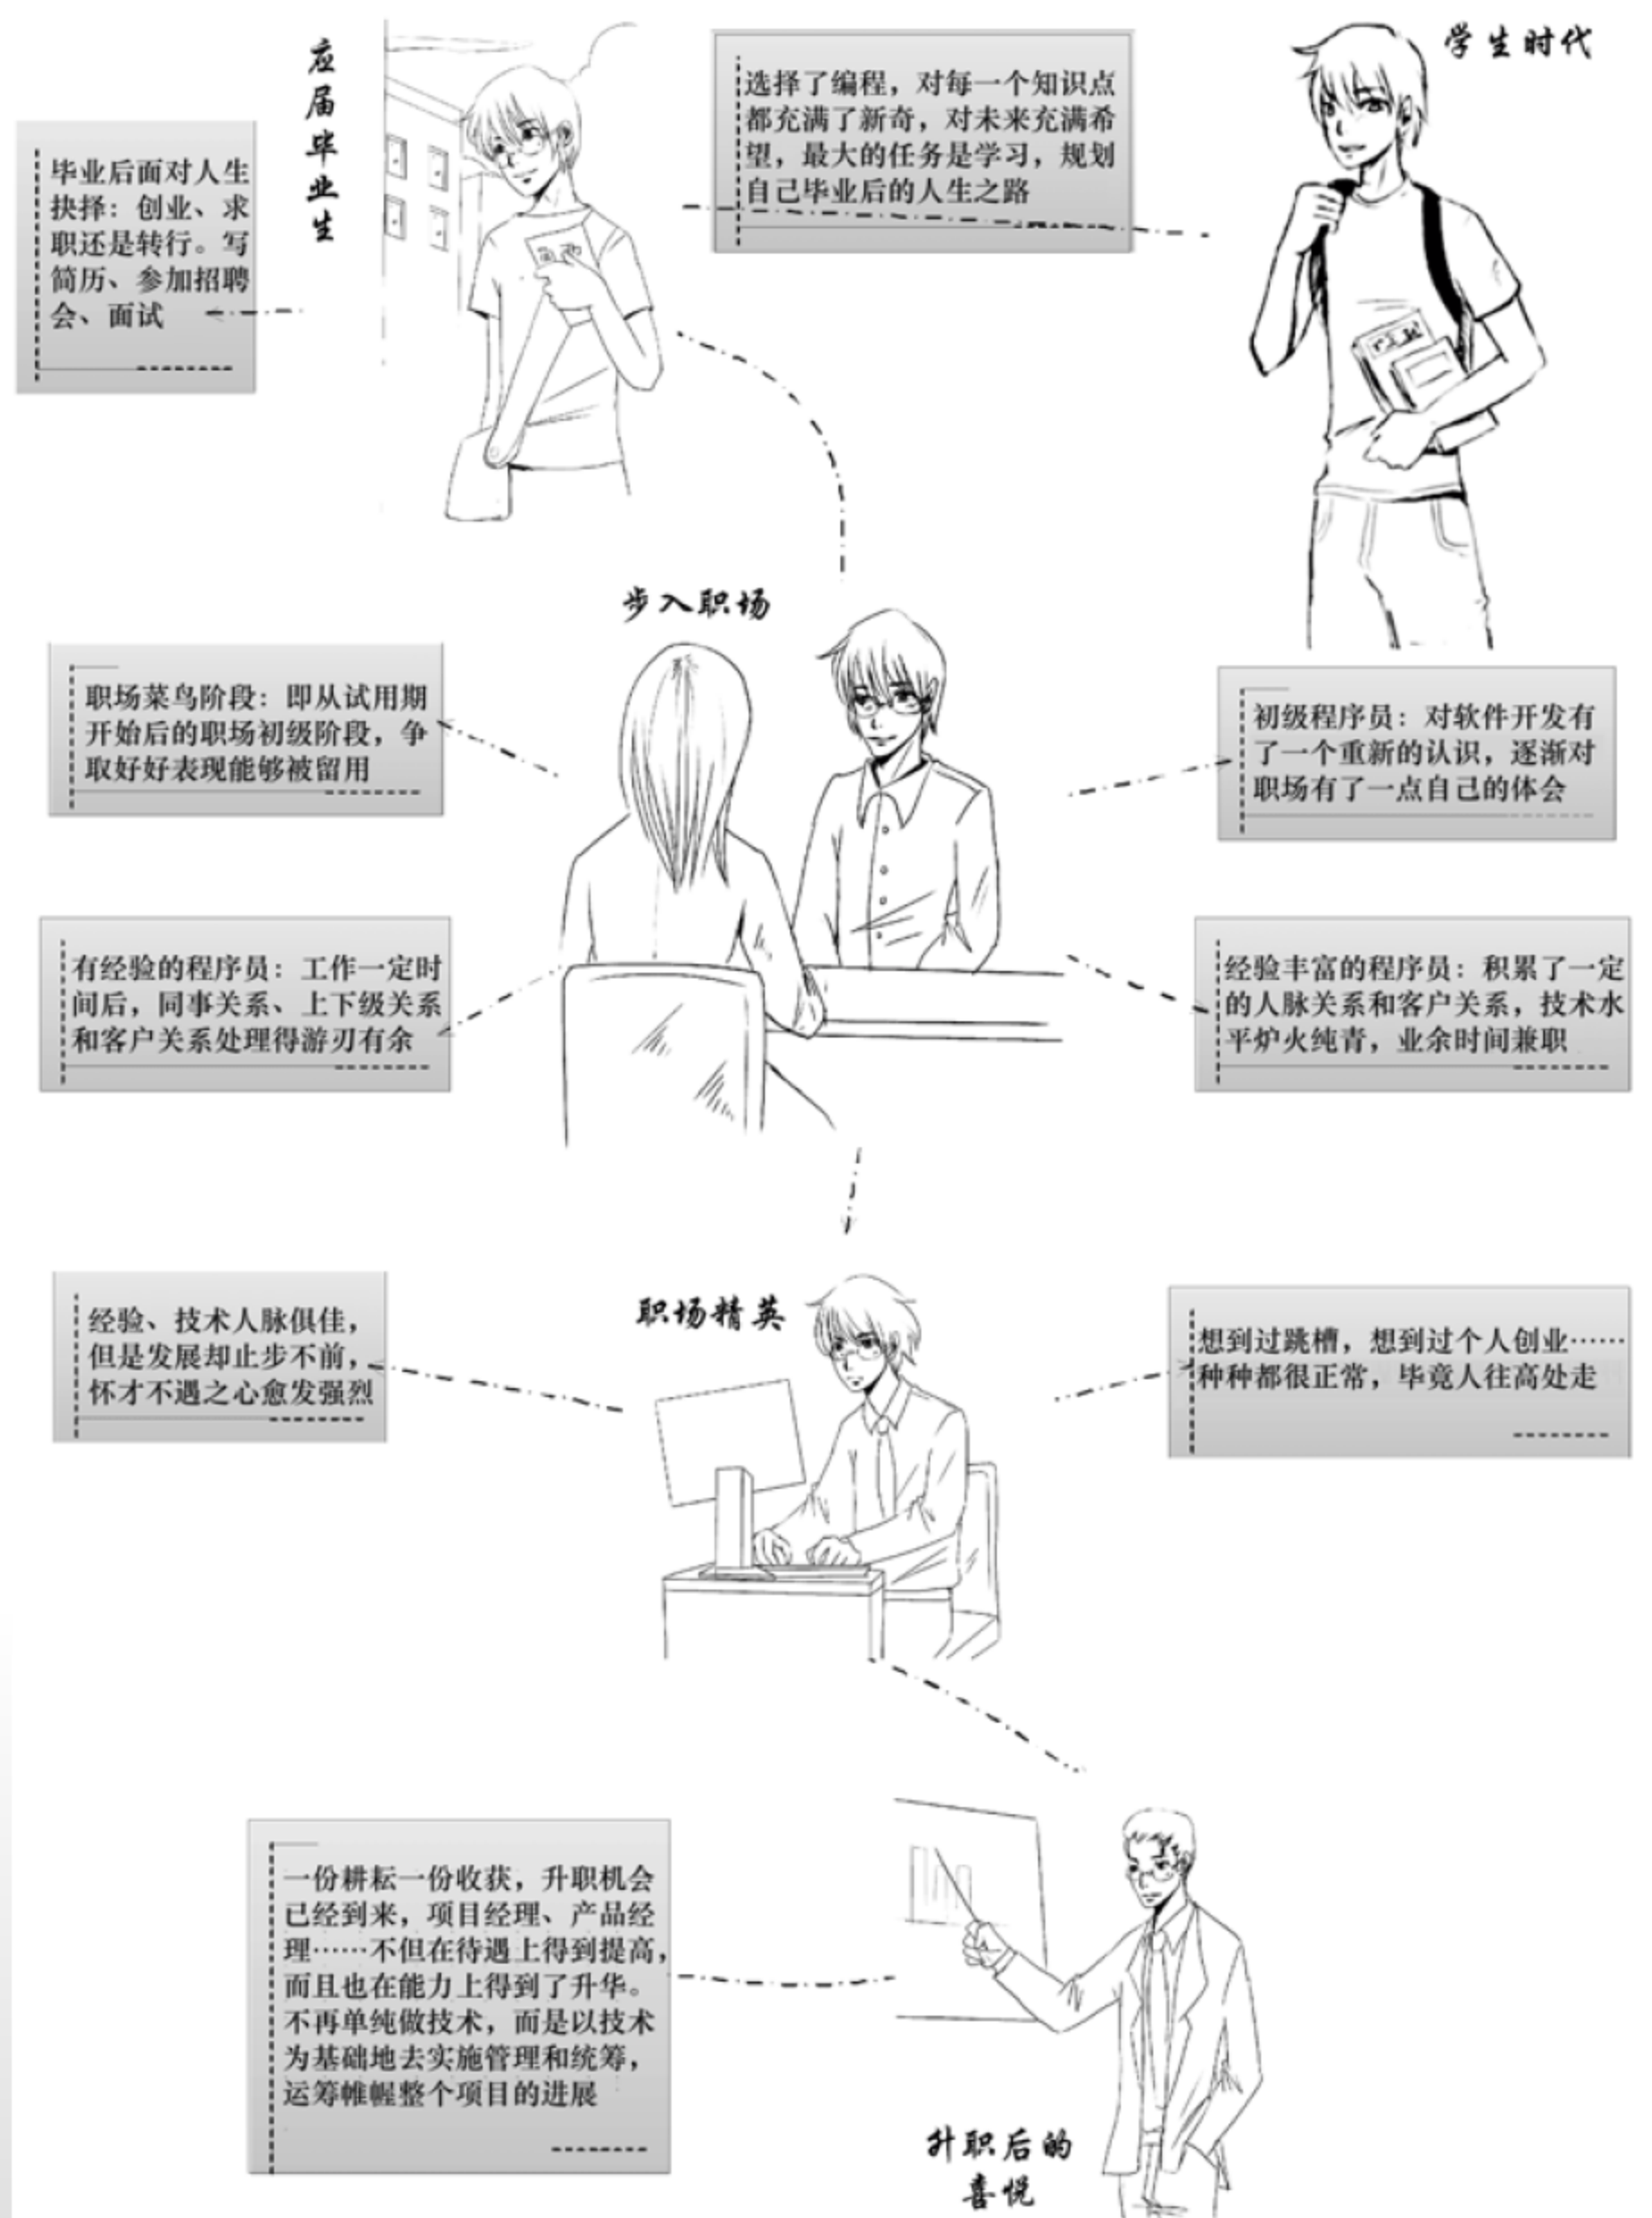 学生时代
选择了编程，对每一个知识点
都充满了新奇，对未来充满希
望，最大的任务是学习，规划
自己毕业后的人生之路
应届毕业生
毕业后面对人生
抉择：创业、求
职还是转行。写
简历、参加招聘
会、面试
步入职场
职场菜鸟阶段：即从试用期
开始后的职场初级阶段，争
取好好表现能够被留用
初级程序员：对软件开发有
了一个重新的认识，逐渐对
职场有了一点自己的体会
有经验的程序员：工作一定时
间后，同事关系、上下级关系
和客户关系处理得游刃有余
经验丰富的程序员：积累了一定
的人脉关系和客户关系，技术水
平炉火纯青，业余时间兼职
职场精英
经验、技术人脉俱佳，
但是发展却止步不前，
怀才不遇之心愈发强烈
想到过跳槽，想到过个人创业……
种种都很正常，毕竟人往高处走
一份耕耘一份收获，升职机会
已经到来，项目经理、产品经
理……不但在待遇上得到提高，
而且也在能力上得到了升华。
不再单纯做技术，而是以技术
为基础地去实施管理和统筹，
运筹帷幄整个项目的进展
升职后的
喜悦